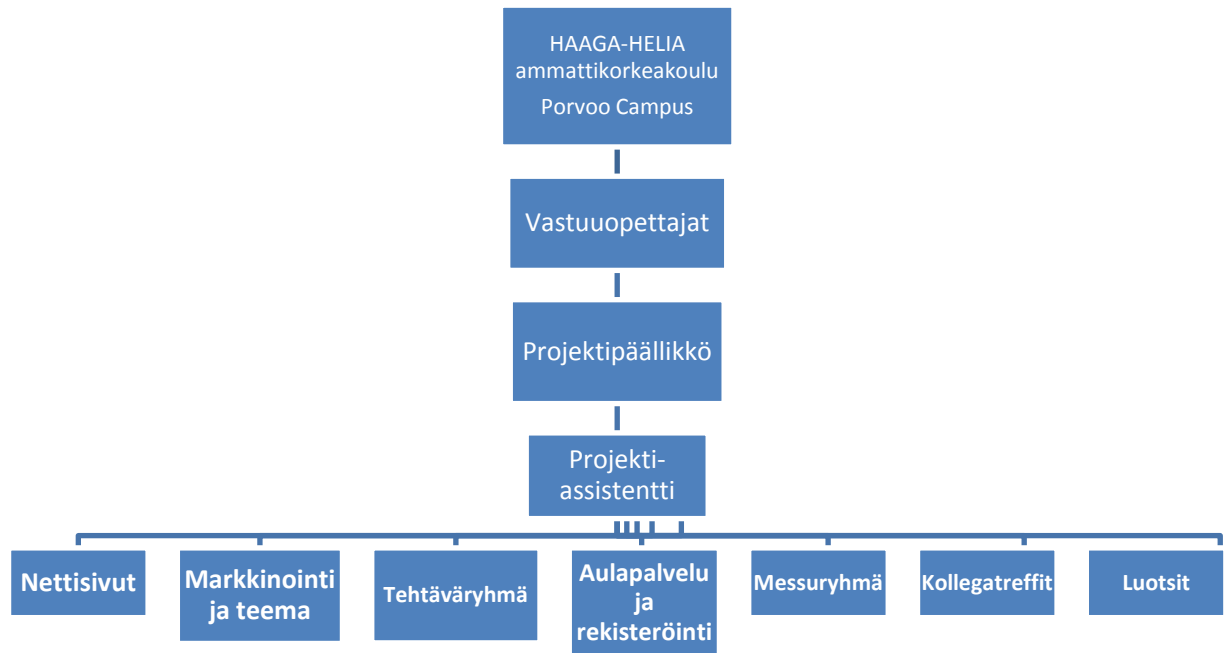 HAAGA-HELIA
ammattikorkeakoulu
Porvoo Campus
Vastuuopettajat
Projektipäällikkö
Projekti-
assistentti
Nettisivut
Markkinointi
ja teema
Tehtäväryhmä
Aulapalvelu
ja
rekisteröinti
Messuryhmä
Kollegatreffit
Luotsit